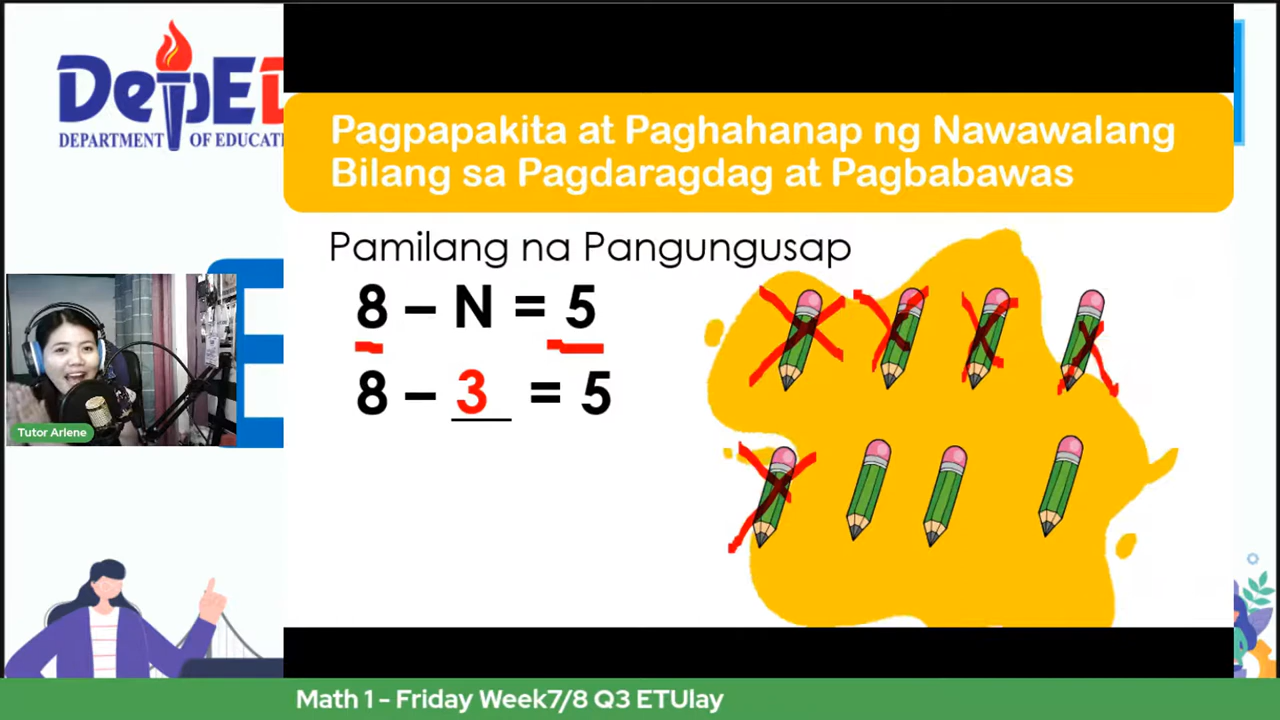 DepED
DEPARTMENT OF EDUCATI
Pagpapakita at Paghahanap ng Nawawalang
Bilang sa Pagdaragdag at Pagbabawas
Pamilang na Pangungusap
8 – N = 5
8 – 3 = 5
Tutor Arlene
Math 1 - Friday Week7/8 Q3 ETUlay